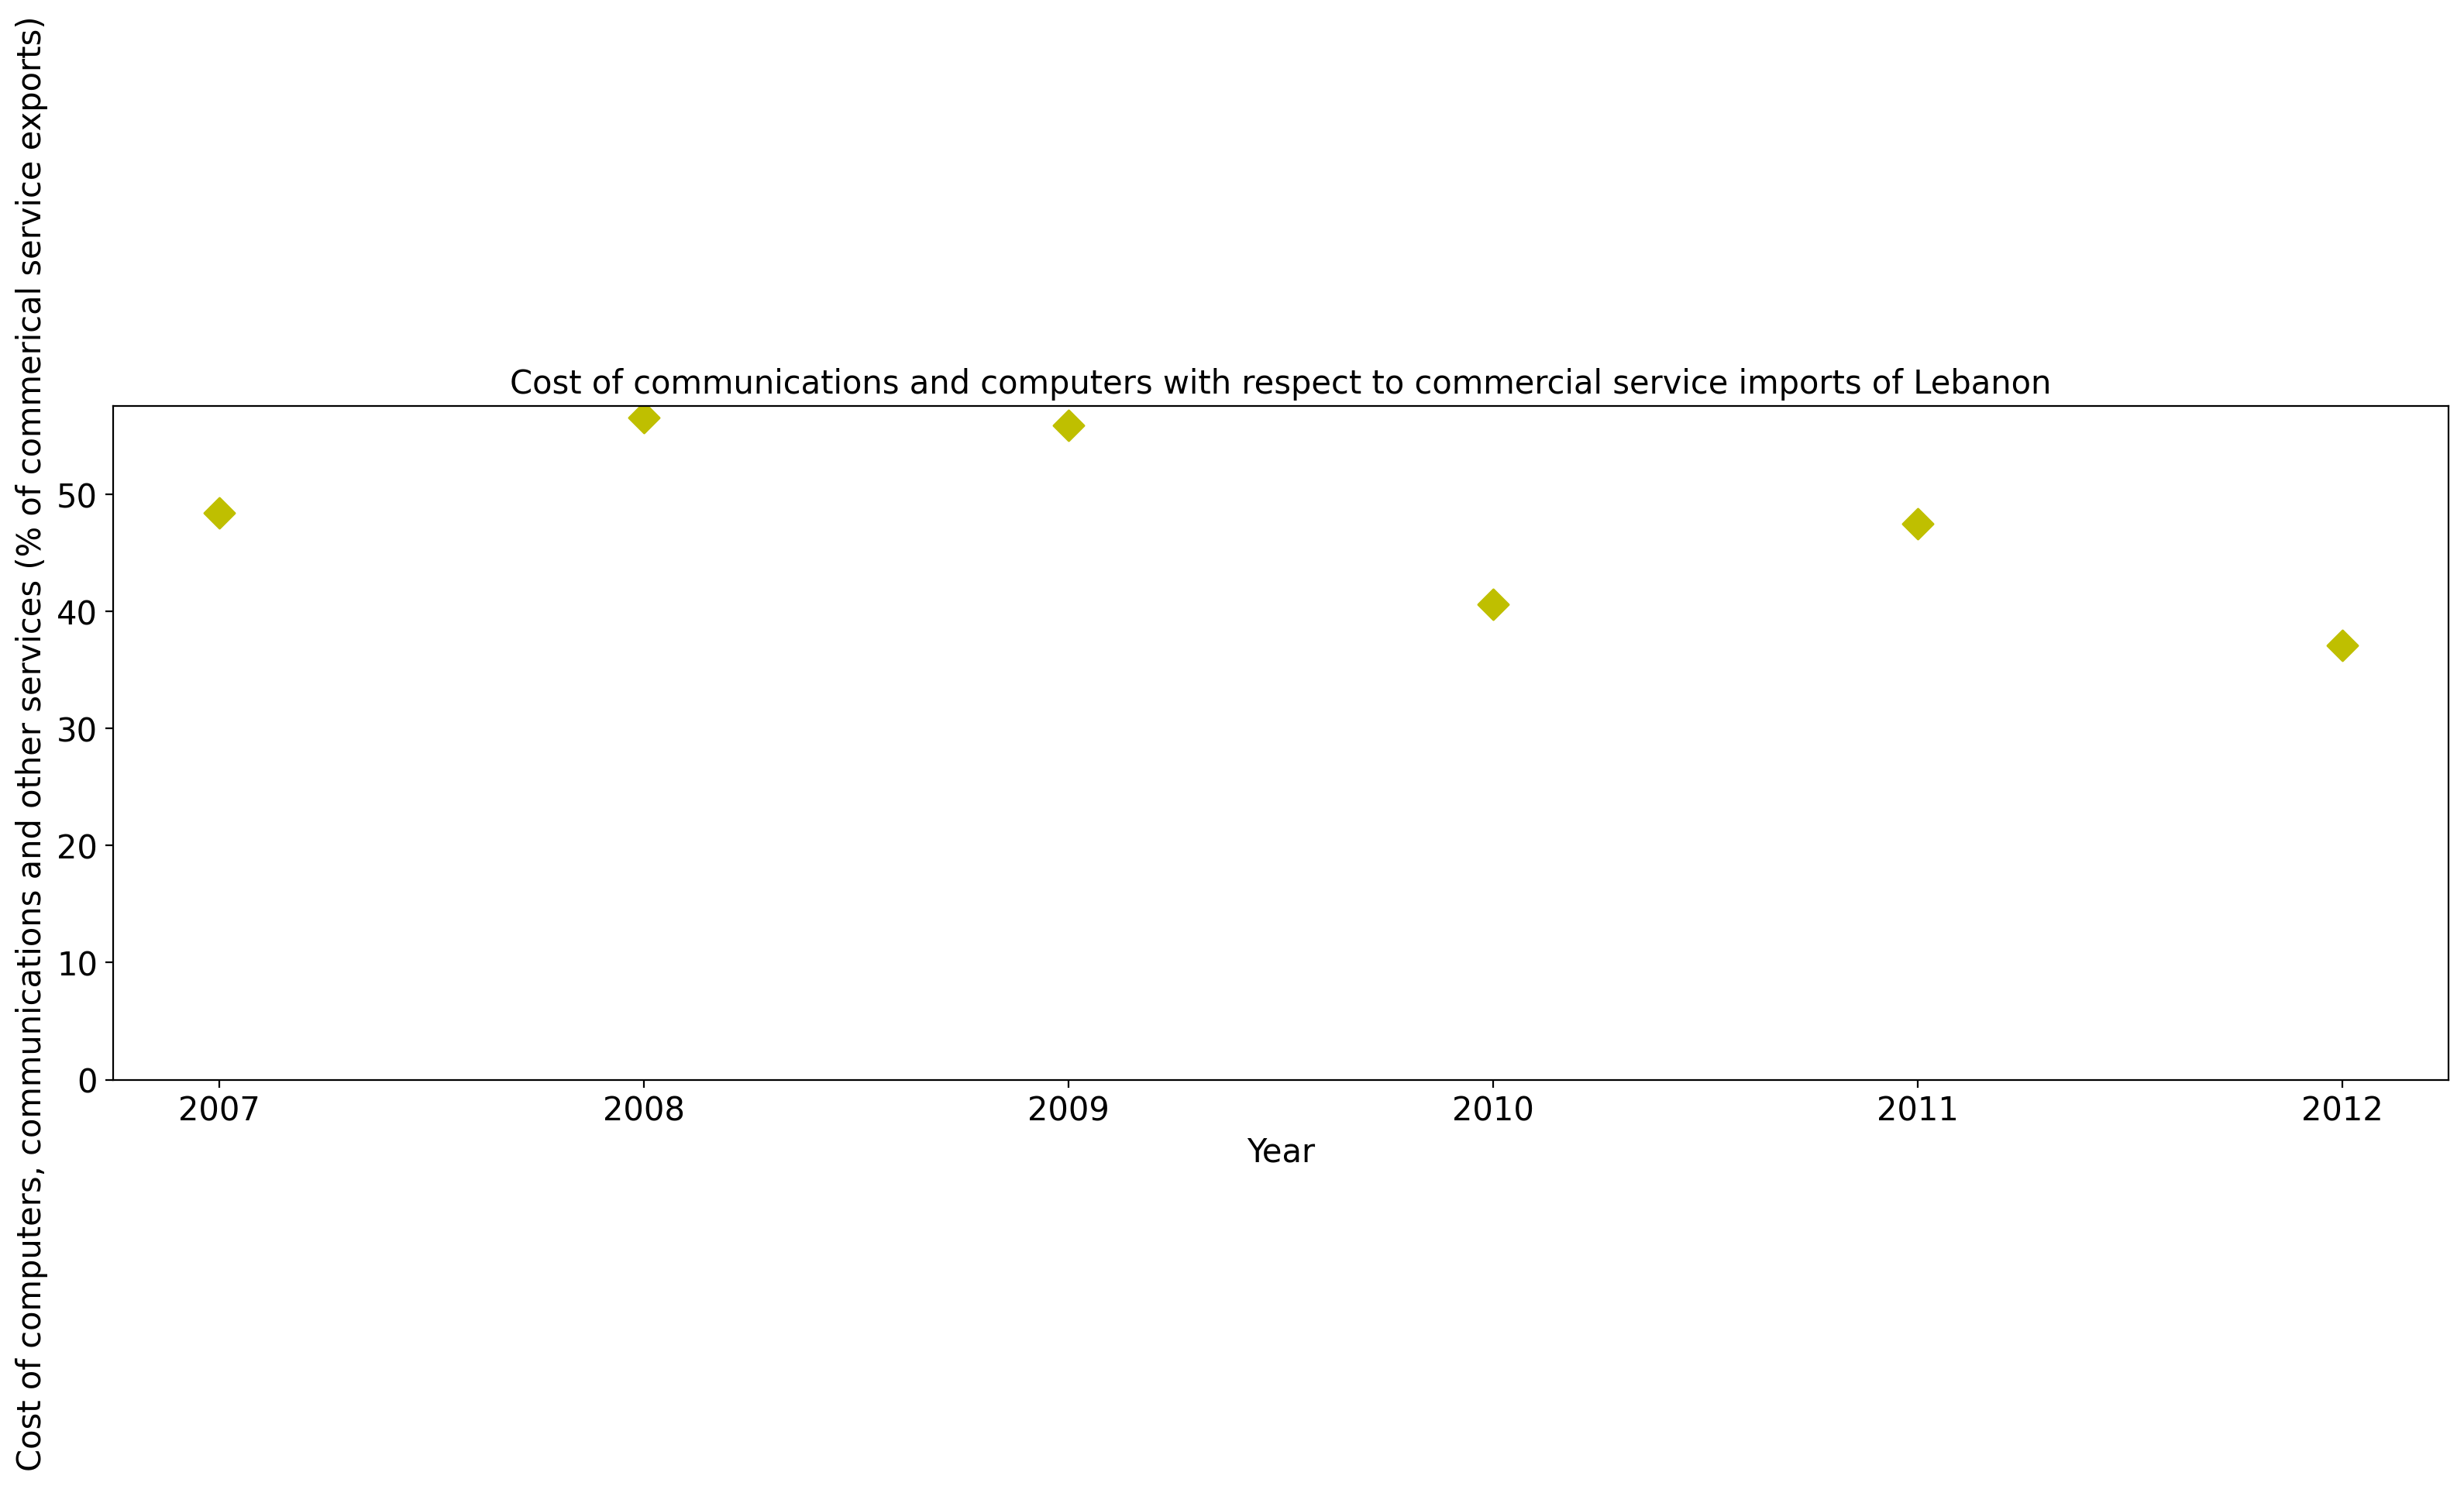 Cost of communications and computers with respect to commercial service imports of Lebanon
Cost of computers, communications and other services (% of commerical service exports)
50
40
30
20
10
0
2007 2008 2009 2010 2011 2012
Year